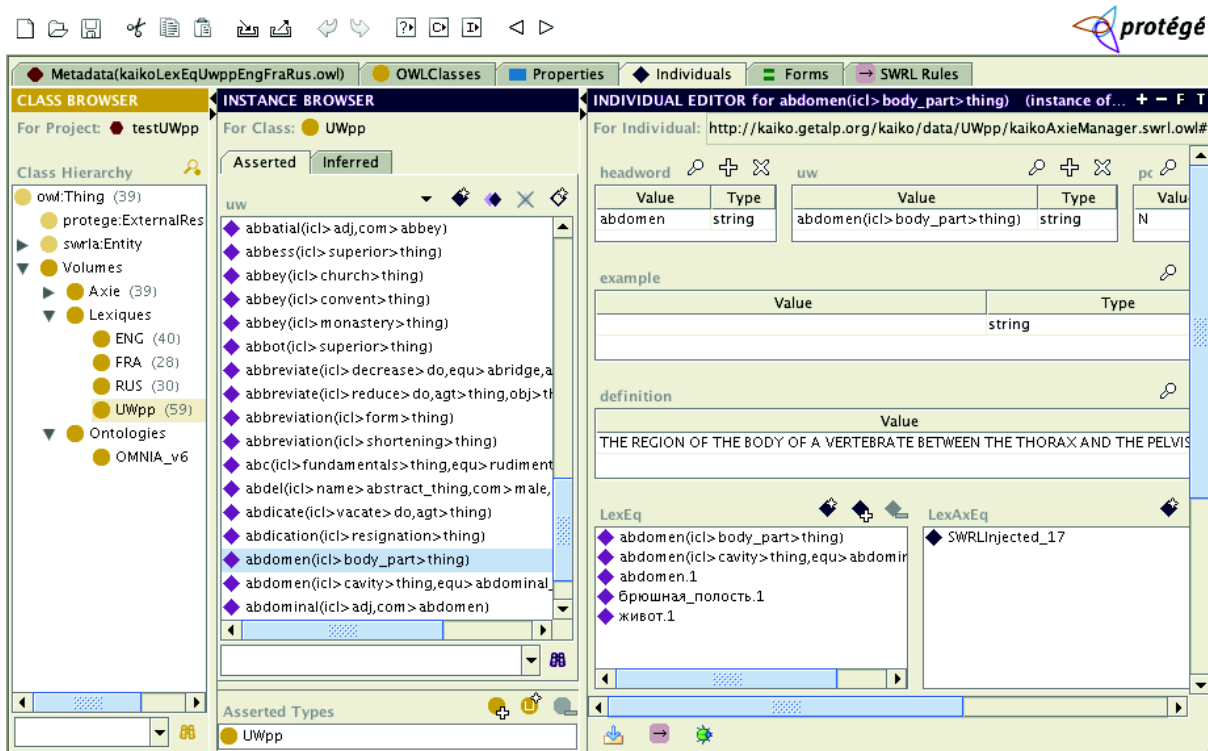 protégé
Metadata(kaikoLexEqUwppEngFraRus.owl)
OWLClasses
Properties
Individuals
Forms
SWRL Rules
CLASS BROWSER
For Project: testUWpp
Class Hierarchy
owl:Thing (39)
protege:ExternalRes
swrla:Entity
Volumes
Axie (39)
Lexiques
ENG (40)
FRA (28)
RUS (30)
UWpp (59)
Ontologies
OMNIA_v6
INSTANCE BROWSER
For Class: UWpp
Asserted
Inferred
uw
abbatial(icl>adj,com>abbey)
abbess(icl>superior>thing)
abbey(icl>church>thing)
abbey(icl>convent>thing)
abbey(icl>monastery>thing)
abbot(icl>superior>thing)
abbreviate(icl>decrease>do,equ>abridge,a
abbreviate(icl>reduce>do,agt>thing,obj>th
abbreviation(icl>form>thing)
abbreviation(icl>shortening>thing)
abc(icl>fundamentals>thing,equ>rudiment
abdel(icl>name>abstract_thing,com>male,
abdicate(icl>vacate>do,agt>thing)
abdication(icl>resignation>thing)
abdomen(icl>body_part>thing)
abdomen(icl>cavity>thing,equ>abdominal_
abdominal(icl>adj,com>abdomen)
Asserted Types
UWpp
INDIVIDUAL EDITOR for abdomen(icl>body_part>thing) (instance of... + − F T
For Individual: http://kaiko.getalp.org/kaiko/data/UWpp/kaikoAxieManager.swrl.owl#
headword
Value Type
abdomen string
uw
Value Type
abdomen(icl>body_part>thing) string
pc
Valu
N
example
Value Type
string
definition
Value
THE REGION OF THE BODY OF A VERTEBRATE BETWEEN THE THORAX AND THE PELVIS
LexEq
abdomen(icl>body_part>thing)
abdomen(icl>cavity>thing,equ>abdomin
abdomen.1
брюшная_полость.1
живот.1
LexAxEq
SWRLInjected_17